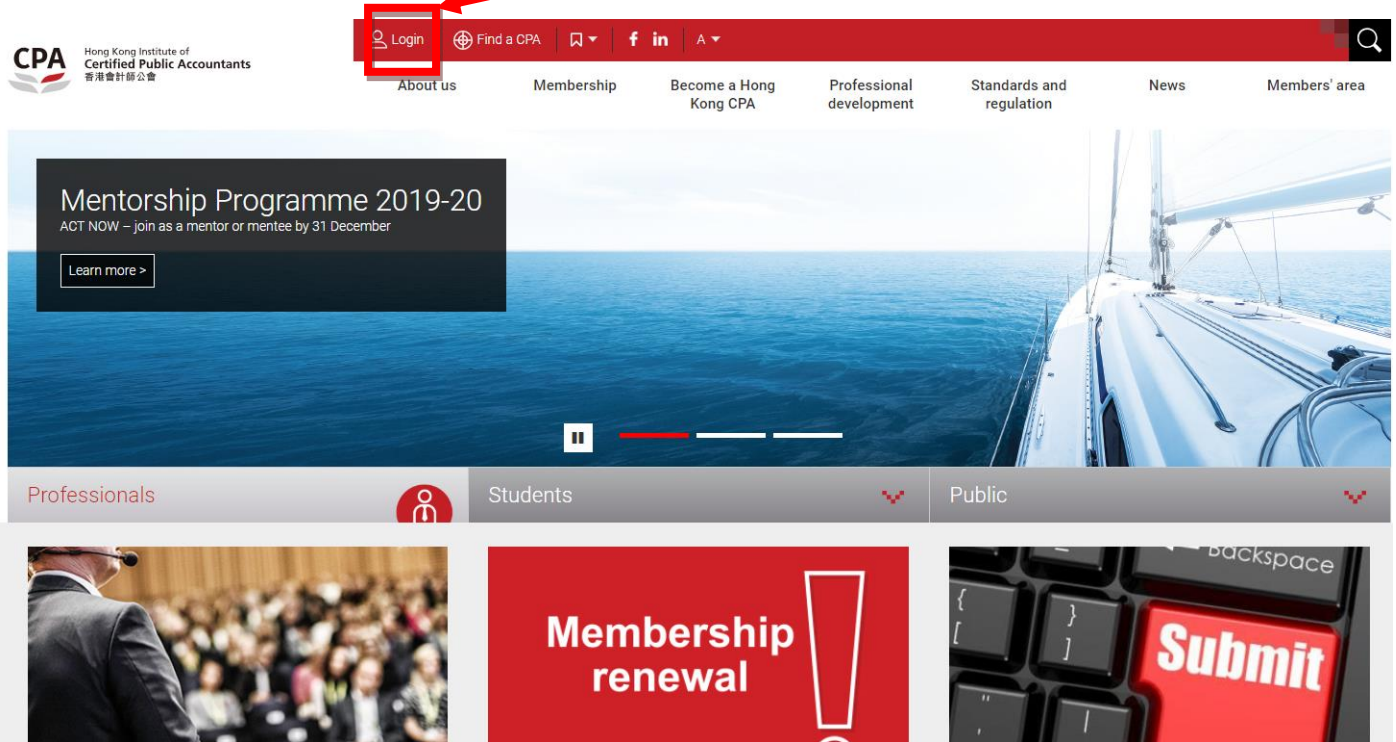 Login
Find a CPA
f in
A
CPA
Hong Kong Institute of
Certified Public Accountants
香港會計師公會
About us
Membership
Become a Hong
Kong CPA
Professional
development
Standards and
regulation
News
Members' area
Mentorship Programme 2019-20
ACT NOW – join as a mentor or mentee by 31 December
Learn more >
Professionals
Students
Public
Membership
renewal
!
Backspace
{
[
}
]
Submit
"